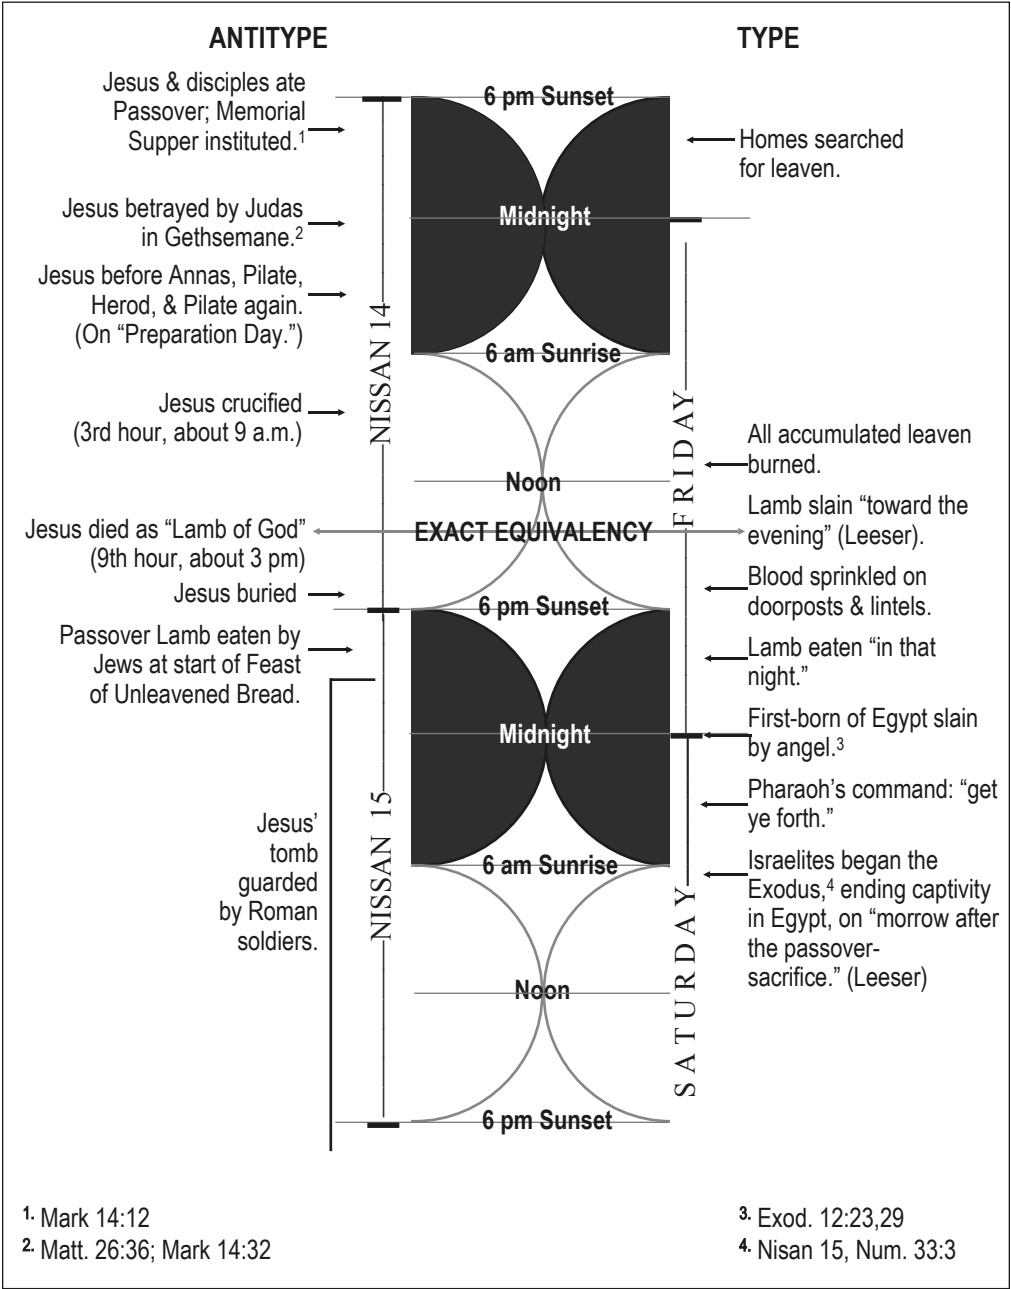 ANTITYPE
TYPE
Jesus & disciples ate
Passover; Memorial
Supper instituted.1
Jesus betrayed by Judas
in Gethsemane.2
Jesus before Annas, Pilate,
Herod, & Pilate again.
(On “Preparation Day.”)
Jesus crucified
(3rd hour, about 9 a.m.)
Jesus died as “Lamb of God”
(9th hour, about 3 pm)
Jesus buried
Passover Lamb eaten by
Jews at start of Feast
of Unleavened Bread.
Jesus’
tomb
guarded
by Roman
soldiers.
NISSAN 14
NISSAN 15
6 pm Sunset
Midnight
6 am Sunrise
Noon
EXACT EQUIVALENCY
6 pm Sunset
Midnight
6 am Sunrise
Noon
6 pm Sunset
FRIDAY
SATURDAY
Homes searched
for leaven.
All accumulated leaven
burned.
Lamb slain “toward the
evening” (Leeser).
Blood sprinkled on
doorposts & lintels.
Lamb eaten “in that
night.”
First-born of Egypt slain
by angel.3
Pharaoh’s command: “get
ye forth.”
Israelites began the
Exodus,4 ending captivity
in Egypt, on “morrow after
the passover-
sacrifice.” (Leeser)
1. Mark 14:12
2. Matt. 26:36; Mark 14:32
3. Exod. 12:23,29
4. Nisan 15, Num. 33:3